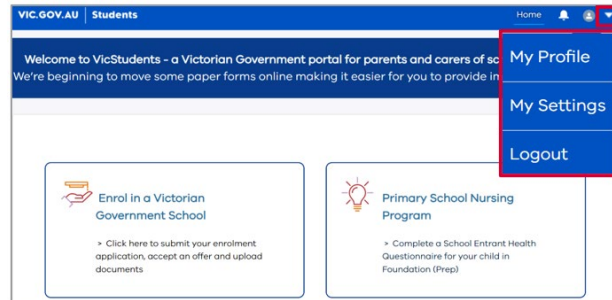 VIC.GOV.AU Students Home
Welcome to VicStudents - a Victorian Government portal for parents and carers of
We're beginning to move some paper forms online making it easier for you to provide
My Profile
My Settings
Logout
Enrol in a Victorian
Government School
> Click here to submit your enrolment
application, accept an offer and upload
documents
Primary School Nursing
Program
> Complete a School Entrant Health
Questionnaire for your child in
Foundation (Prep)